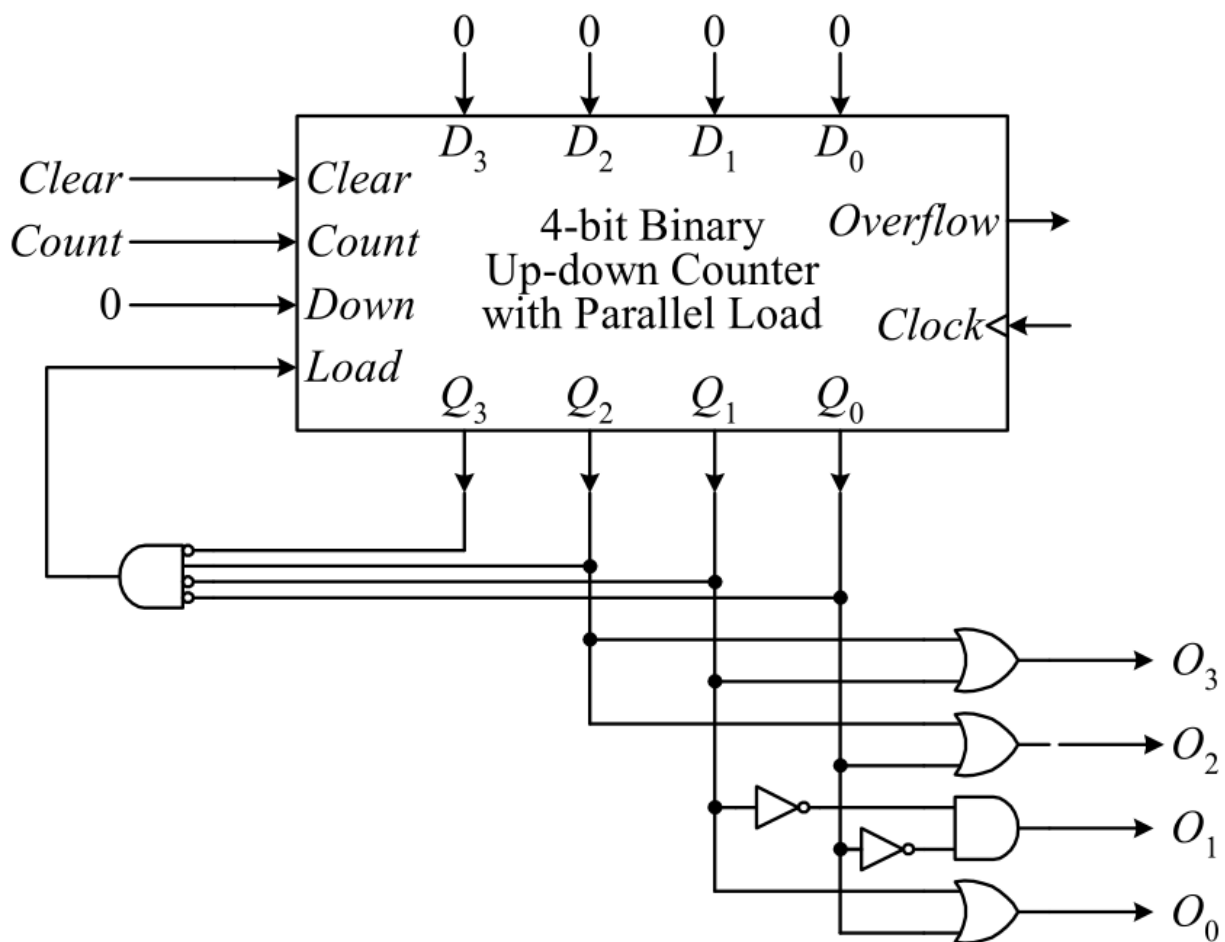 0 0 0 0
D3 D2 D1 D0
Clear Clear
Count Count
0 Down
Load
4-bit Binary
Up-down Counter
with Parallel Load
Overflow
Clock
Q3 Q2 Q1 Q0
O3
O2
O1
O0